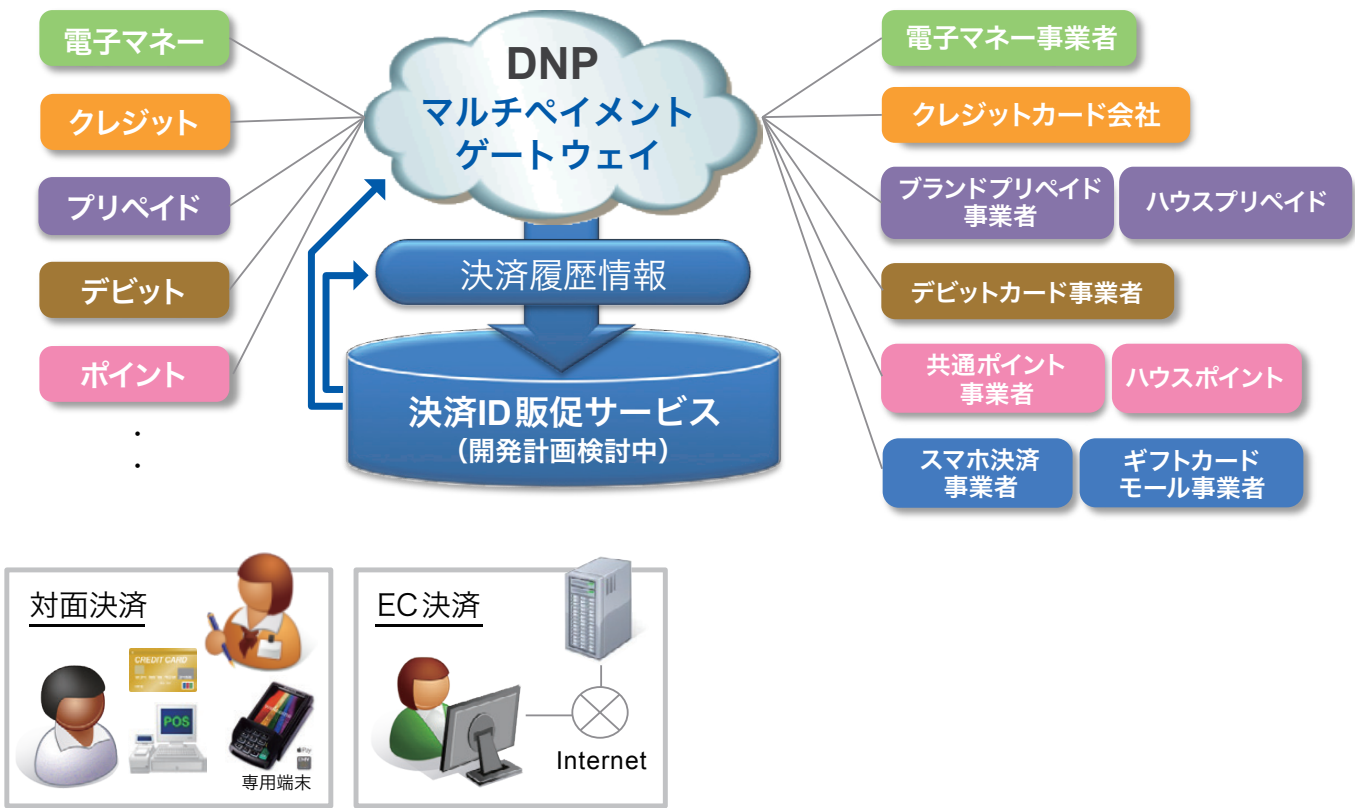 電子マネー
クレジット
プリペイド
デビット
ポイント
・
・
DNP
マルチペイメント
ゲートウェイ
決済履歴情報
決済ID販促サービス
（開発計画検討中）
電子マネー事業者
クレジットカード会社
ブランドプリペイド
事業者
ハウスプリペイド
デビットカード事業者
共通ポイント
事業者
ハウスポイント
スマホ決済
事業者
ギフトカード
モール事業者
対面決済
CREDIT CARD
POS
Pay
専用端末
EC決済
Internet